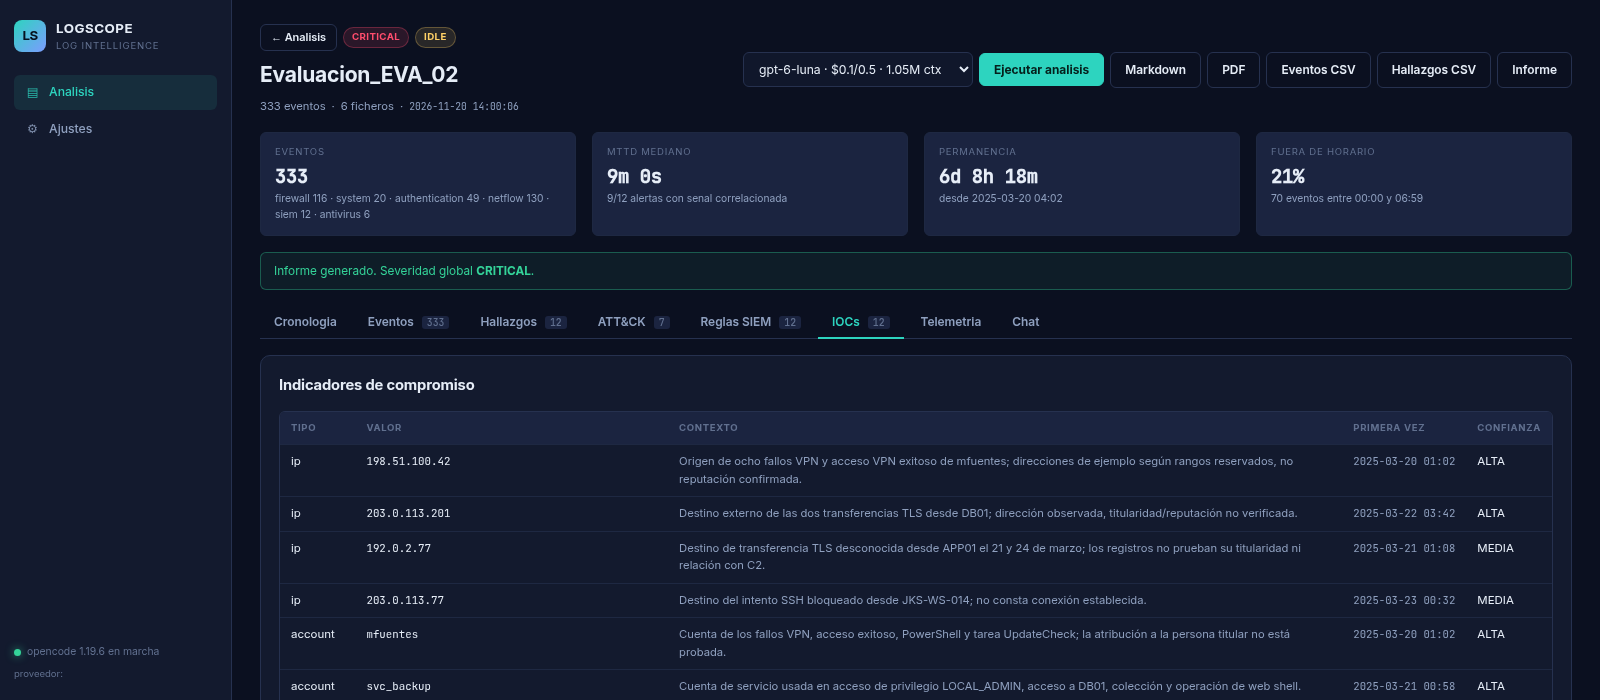 LS
LOGSCOPE
LOG INTELLIGENCE
Analisis
Ajustes
opencode 1.19.6 en marcha
proveedor:
← Analisis
CRITICAL
IDLE
Evaluacion_EVA_02
333 eventos · 6 ficheros · 2026-11-20 14:00:06
gpt-6-luna · $0.1/0.5 · 1.05M ctx
Ejecutar analisis
Markdown
PDF
Eventos CSV
Hallazgos CSV
Informe
EVENTOS
333
firewall 116 · system 20 · authentication 49 · netflow 130 ·
siem 12 · antivirus 6
MTTD MEDIANO
9m 0s
9/12 alertas con senal correlacionada
PERMANENCIA
6d 8h 18m
desde 2025-03-20 04:02
FUERA DE HORARIO
21%
70 eventos entre 00:00 y 06:59
Informe generado. Severidad global CRITICAL.
Cronologia
Eventos 333
Hallazgos 12
ATT&CK 7
Reglas SIEM 12
IOCs 12
Telemetria
Chat
Indicadores de compromiso
TIPO VALOR CONTEXTO PRIMERA VEZ CONFIANZA
ip 198.51.100.42 Origen de ocho fallos VPN y acceso VPN exitoso de mfuentes; direcciones de ejemplo según rangos reservados, no 2025-03-20 01:02 ALTA
reputación confirmada.
ip 203.0.113.201 Destino externo de las dos transferencias TLS desde DB01; dirección observada, titularidad/reputación no verificada. 2025-03-22 03:42 ALTA
ip 192.0.2.77 Destino de transferencia TLS desconocida desde APP01 el 21 y 24 de marzo; los registros no prueban su titularidad ni 2025-03-21 01:08 MEDIA
relación con C2.
ip 203.0.113.77 Destino del intento SSH bloqueado desde JKS-WS-014; no consta conexión establecida. 2025-03-23 00:32 MEDIA
account mfuentes Cuenta de los fallos VPN, acceso exitoso, PowerShell y tarea UpdateCheck; la atribución a la persona titular no está 2025-03-20 01:02 ALTA
probada.
account svc_backup Cuenta de servicio usada en acceso de privilegio LOCAL_ADMIN, acceso a DB01, colección y operación de web shell. 2025-03-21 00:58 ALTA